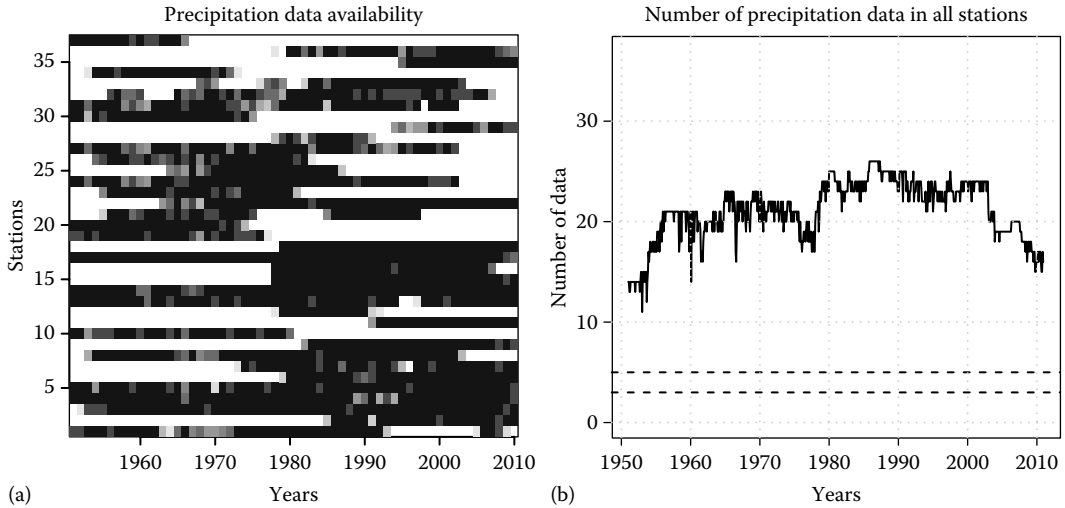 Precipitation data availability
Stations
35
30
25
20
15
10
5
1960 1970 1980 1990 2000 2010
(a)
Years
Number of precipitation data in all stations
Number of data
30
20
10
0
1950 1960 1970 1980 1990 2000 2010
(b)
Years